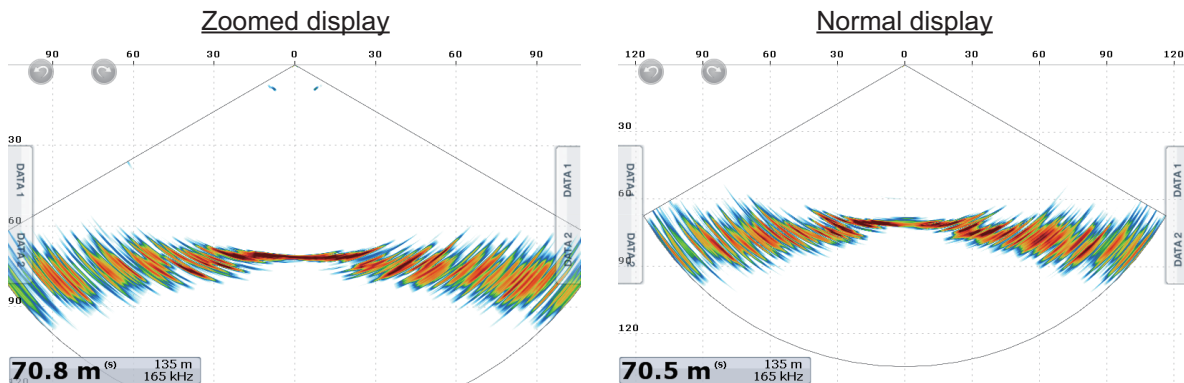 Zoomed display
90 60 30 0 30 60 90
30
DATA 1
DATA 1
60
DATA 2
DATA 2
90
70.8 m (s) 135 m
165 kHz
Normal display
120 90 60 30 0 30 60 90 120
30
DATA 1
DATA 1
60
DATA 2
90
120
70.5 m (s) 135 m
165 kHz